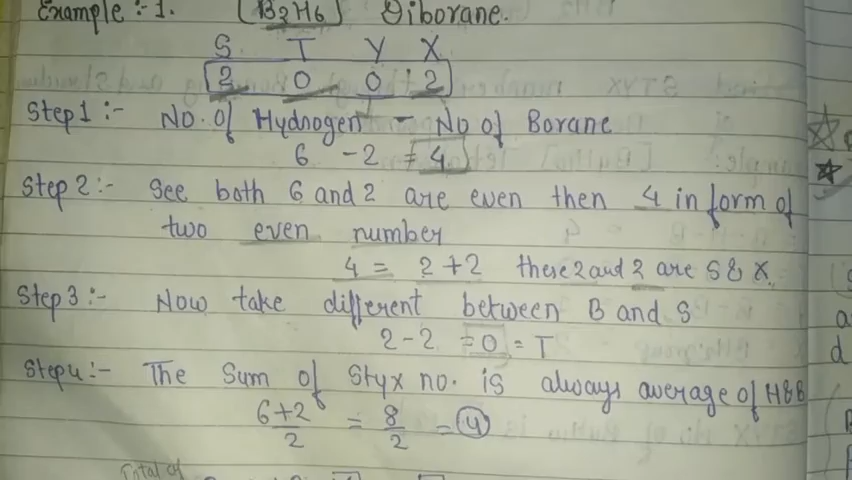 Example :- 1. [B2H6] Diborane.
S T Y X
2 0 0 2
Step 1 :- No. of Hydrogen - No of Borane
6 - 2 = 4
Step 2 :- See both 6 and 2 are even then 4 in form of
two even number
4 = 2+2 these 2 and 2 are S & X.
Step 3 :- Now take different between B and S
2-2 = 0 = T
Step 4 :- The Sum of Styx no. is always average of H&B
6+2/2 = 8/2 = 4
Total of